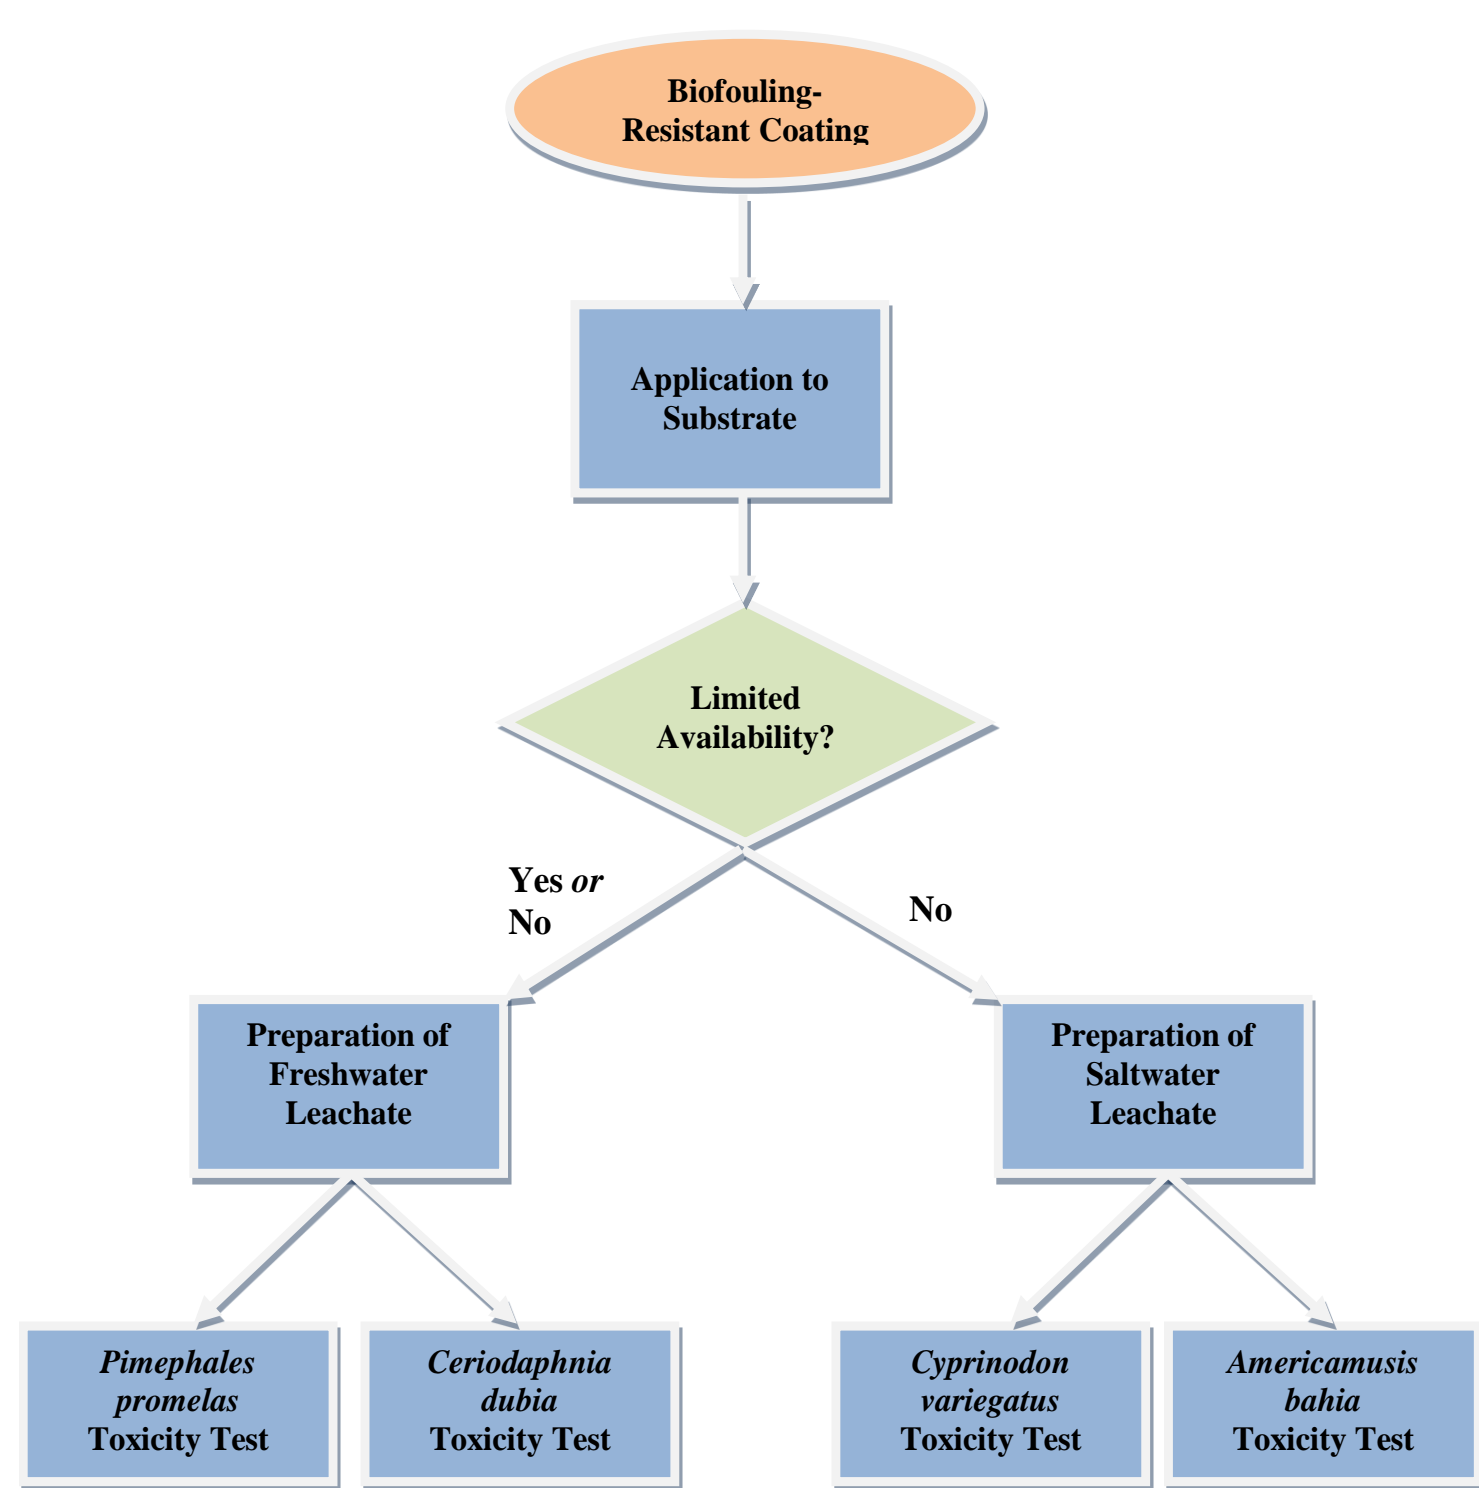 Biofouling-
Resistant Coating
Application to
Substrate
Limited
Availability?
Yes or
No
No
Preparation of
Freshwater
Leachate
Preparation of
Saltwater
Leachate
Pimephales
promelas
Toxicity Test
Ceriodaphnia
dubia
Toxicity Test
Cyprinodon
variegatus
Toxicity Test
Americamusis
bahia
Toxicity Test